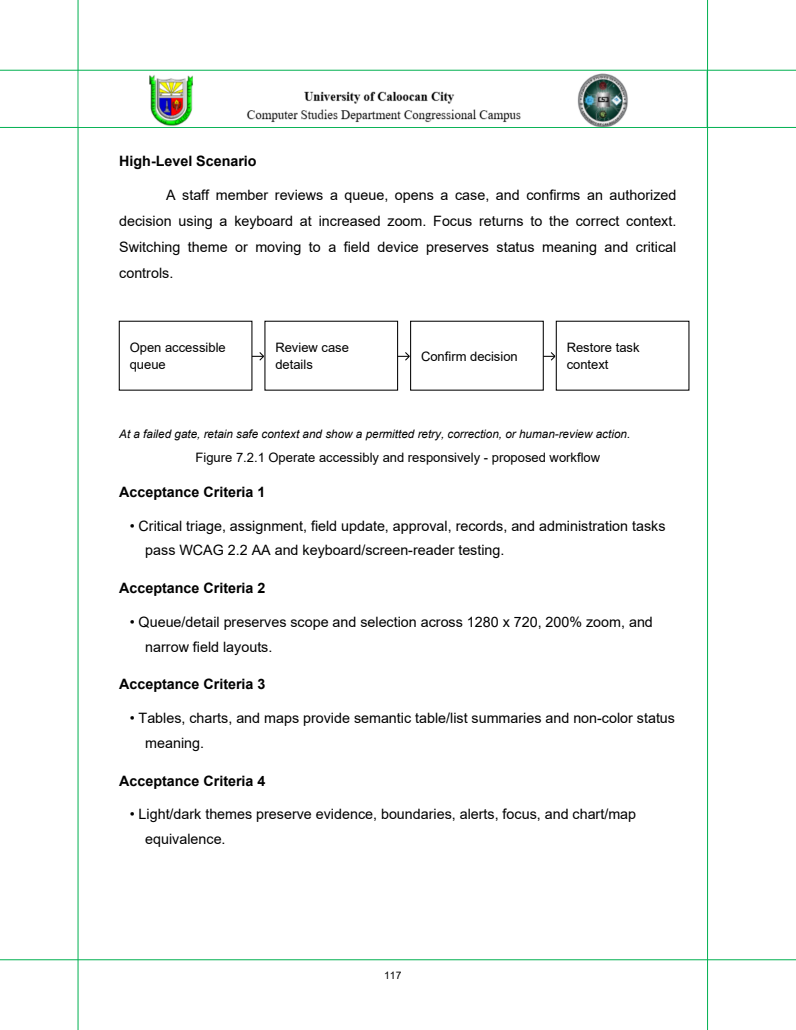 University of Caloocan City
Computer Studies Department Congressional Campus
High-Level Scenario
A staff member reviews a queue, opens a case, and confirms an authorized
decision using a keyboard at increased zoom. Focus returns to the correct context.
Switching theme or moving to a field device preserves status meaning and critical
controls.
Open accessible
queue
Review case
details
Confirm decision
Restore task
context
At a failed gate, retain safe context and show a permitted retry, correction, or human-review action.
Figure 7.2.1 Operate accessibly and responsively - proposed workflow
Acceptance Criteria 1
• Critical triage, assignment, field update, approval, records, and administration tasks
pass WCAG 2.2 AA and keyboard/screen-reader testing.
Acceptance Criteria 2
• Queue/detail preserves scope and selection across 1280 x 720, 200% zoom, and
narrow field layouts.
Acceptance Criteria 3
• Tables, charts, and maps provide semantic table/list summaries and non-color status
meaning.
Acceptance Criteria 4
• Light/dark themes preserve evidence, boundaries, alerts, focus, and chart/map
equivalence.
117